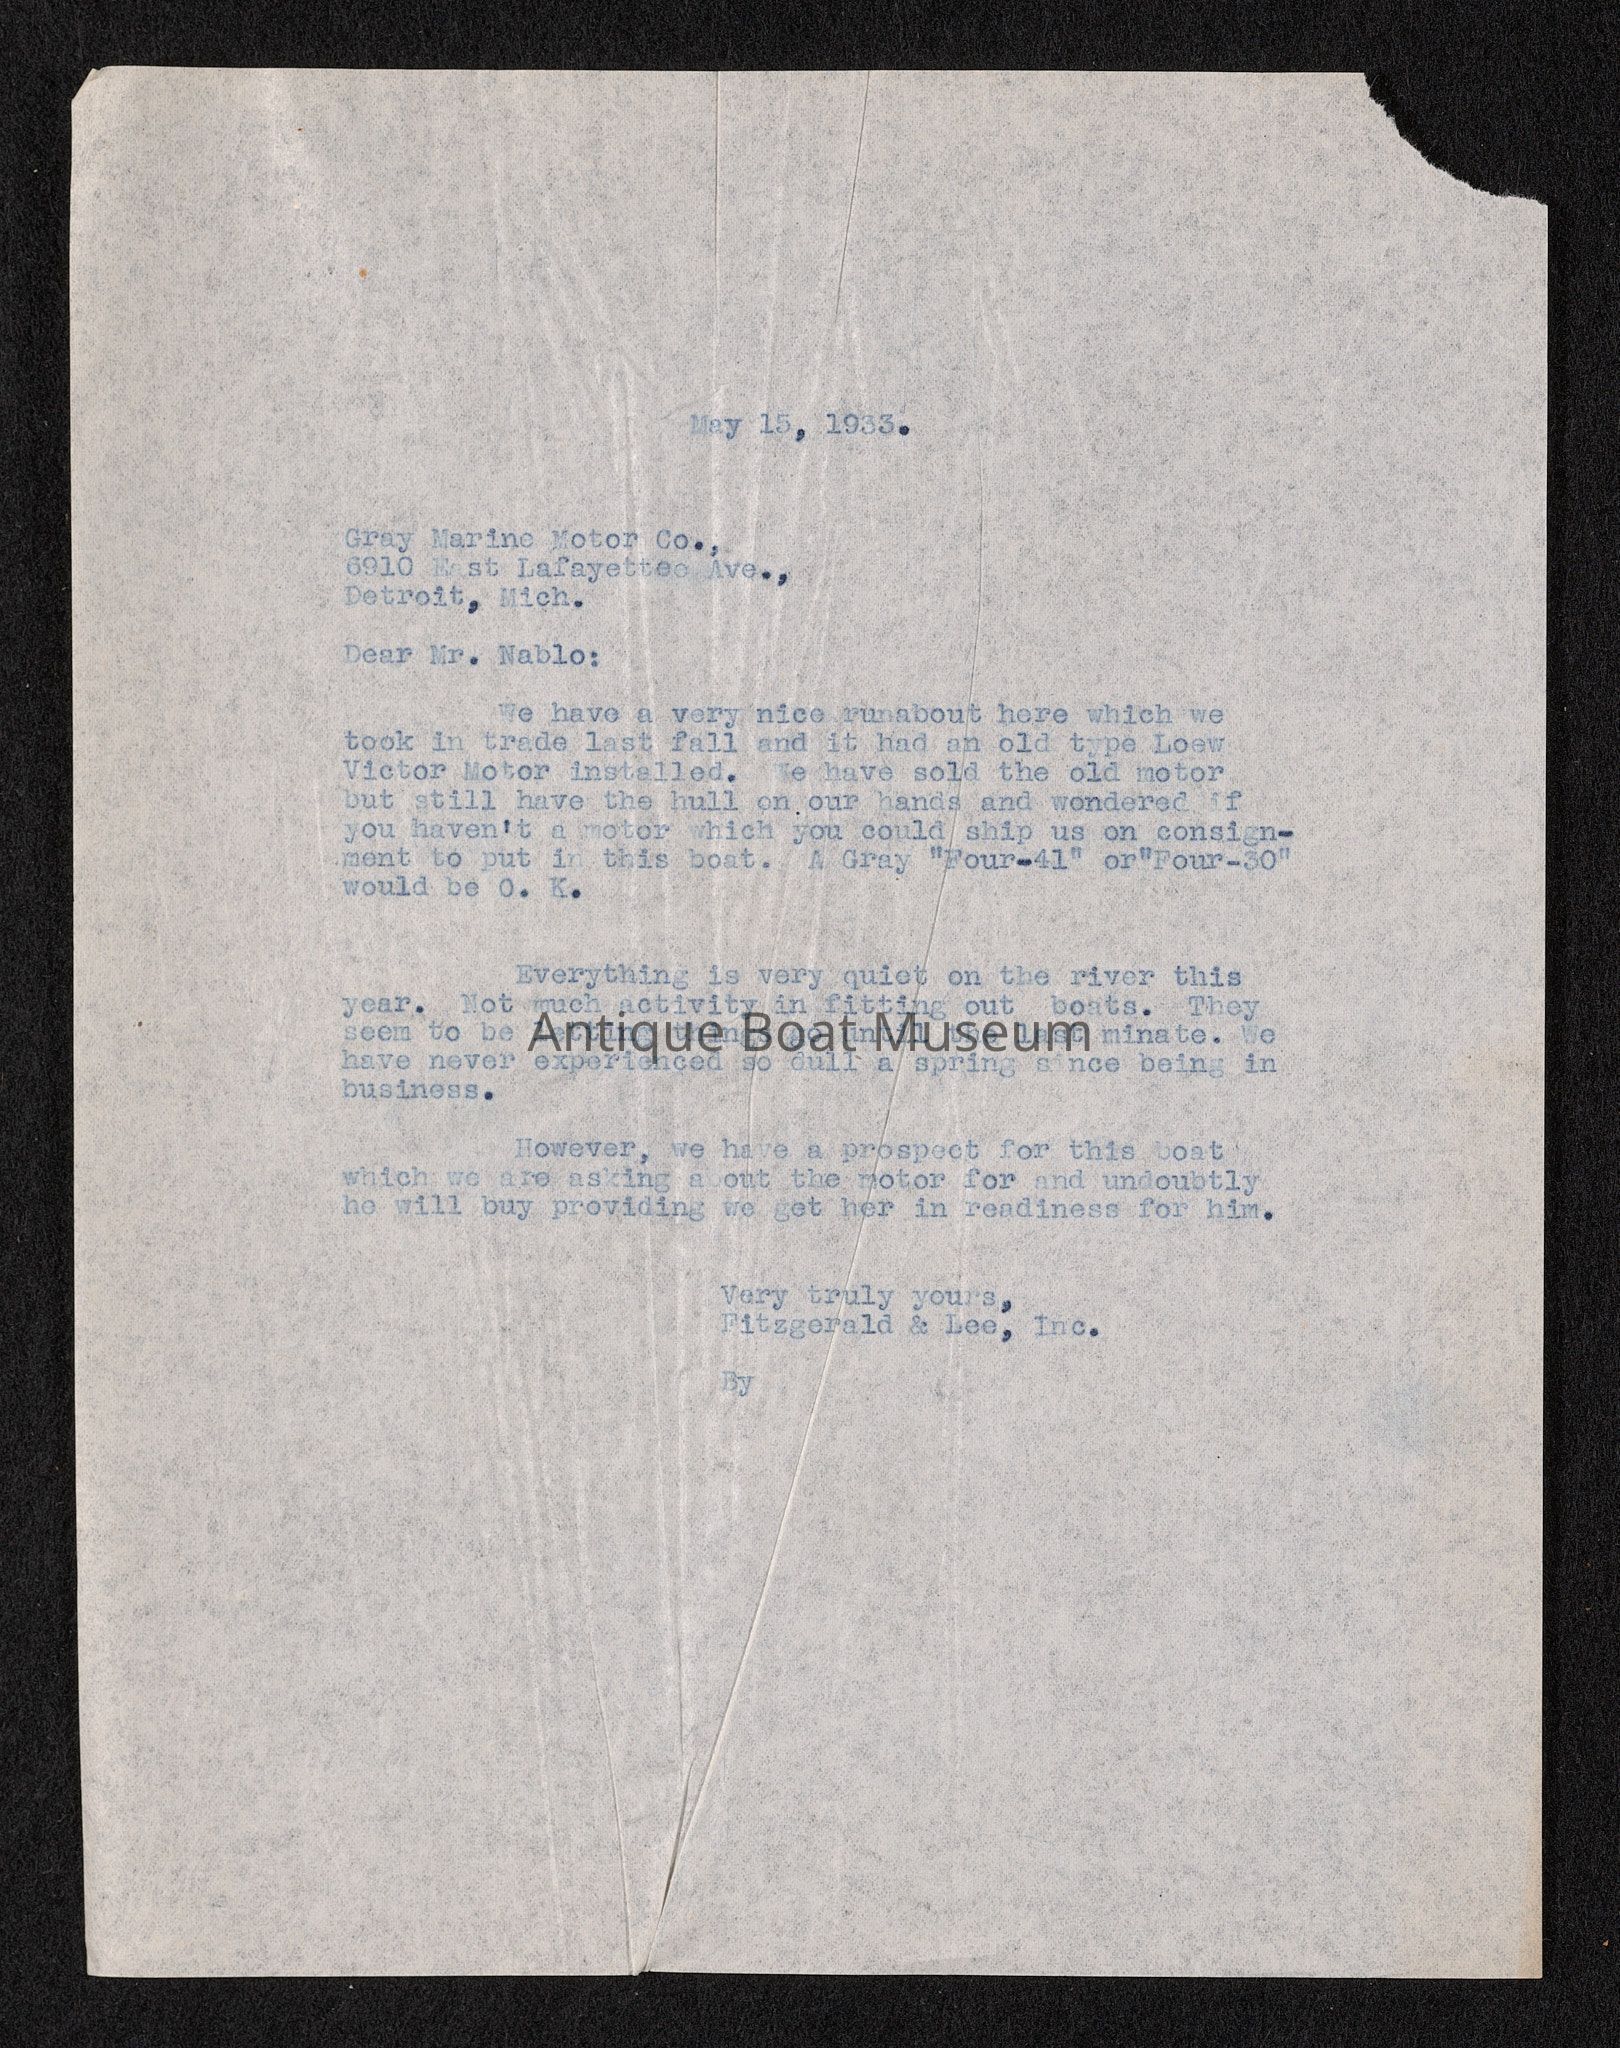 May 15, 1933.
Gray Marine Motor Co.,
6910 East Lafayettee Ave.,
Detroit, Mich.
Dear Mr. Nablo:
We have a very nice runabout here which we
took in trade last fall and it had an old type Loew
Victor Motor installed. We have sold the old motor
but still have the hull on our hands and wondered if
you haven't a motor which you could ship us on consign-
ment to put in this boat. A Gray "Four-41" or"Four-30"
would be O. K.
Everything is very quiet on the river this
year. Not much activity in fitting out boats. They
seem to be letting things go until the last minate. We
Antique Boat Museum
have never experienced so dull a spring since being in
business.
However, we have a prospect for this boat
which we are asking about the motor for and undoubtly
he will buy providing we get her in readiness for him.
Very truly yours,
Fitzgerald & Lee, Inc.
By